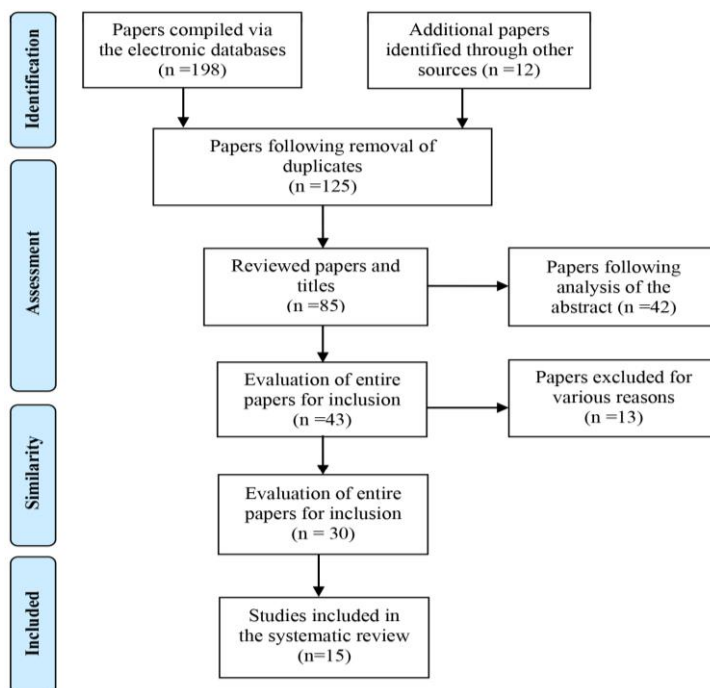 Identification
Papers compiled via
the electronic databases
(n =198)
Additional papers
identified through other
sources (n =12)
Papers following removal of
duplicates
(n =125)
Assessment
Reviewed papers and
titles
(n =85)
Papers following
analysis of the
abstract (n =42)
Evaluation of entire
papers for inclusion
(n =43)
Papers excluded for
various reasons
(n =13)
Similarity
Evaluation of entire
papers for inclusion
(n = 30)
Included
Studies included in
the systematic review
(n=15)